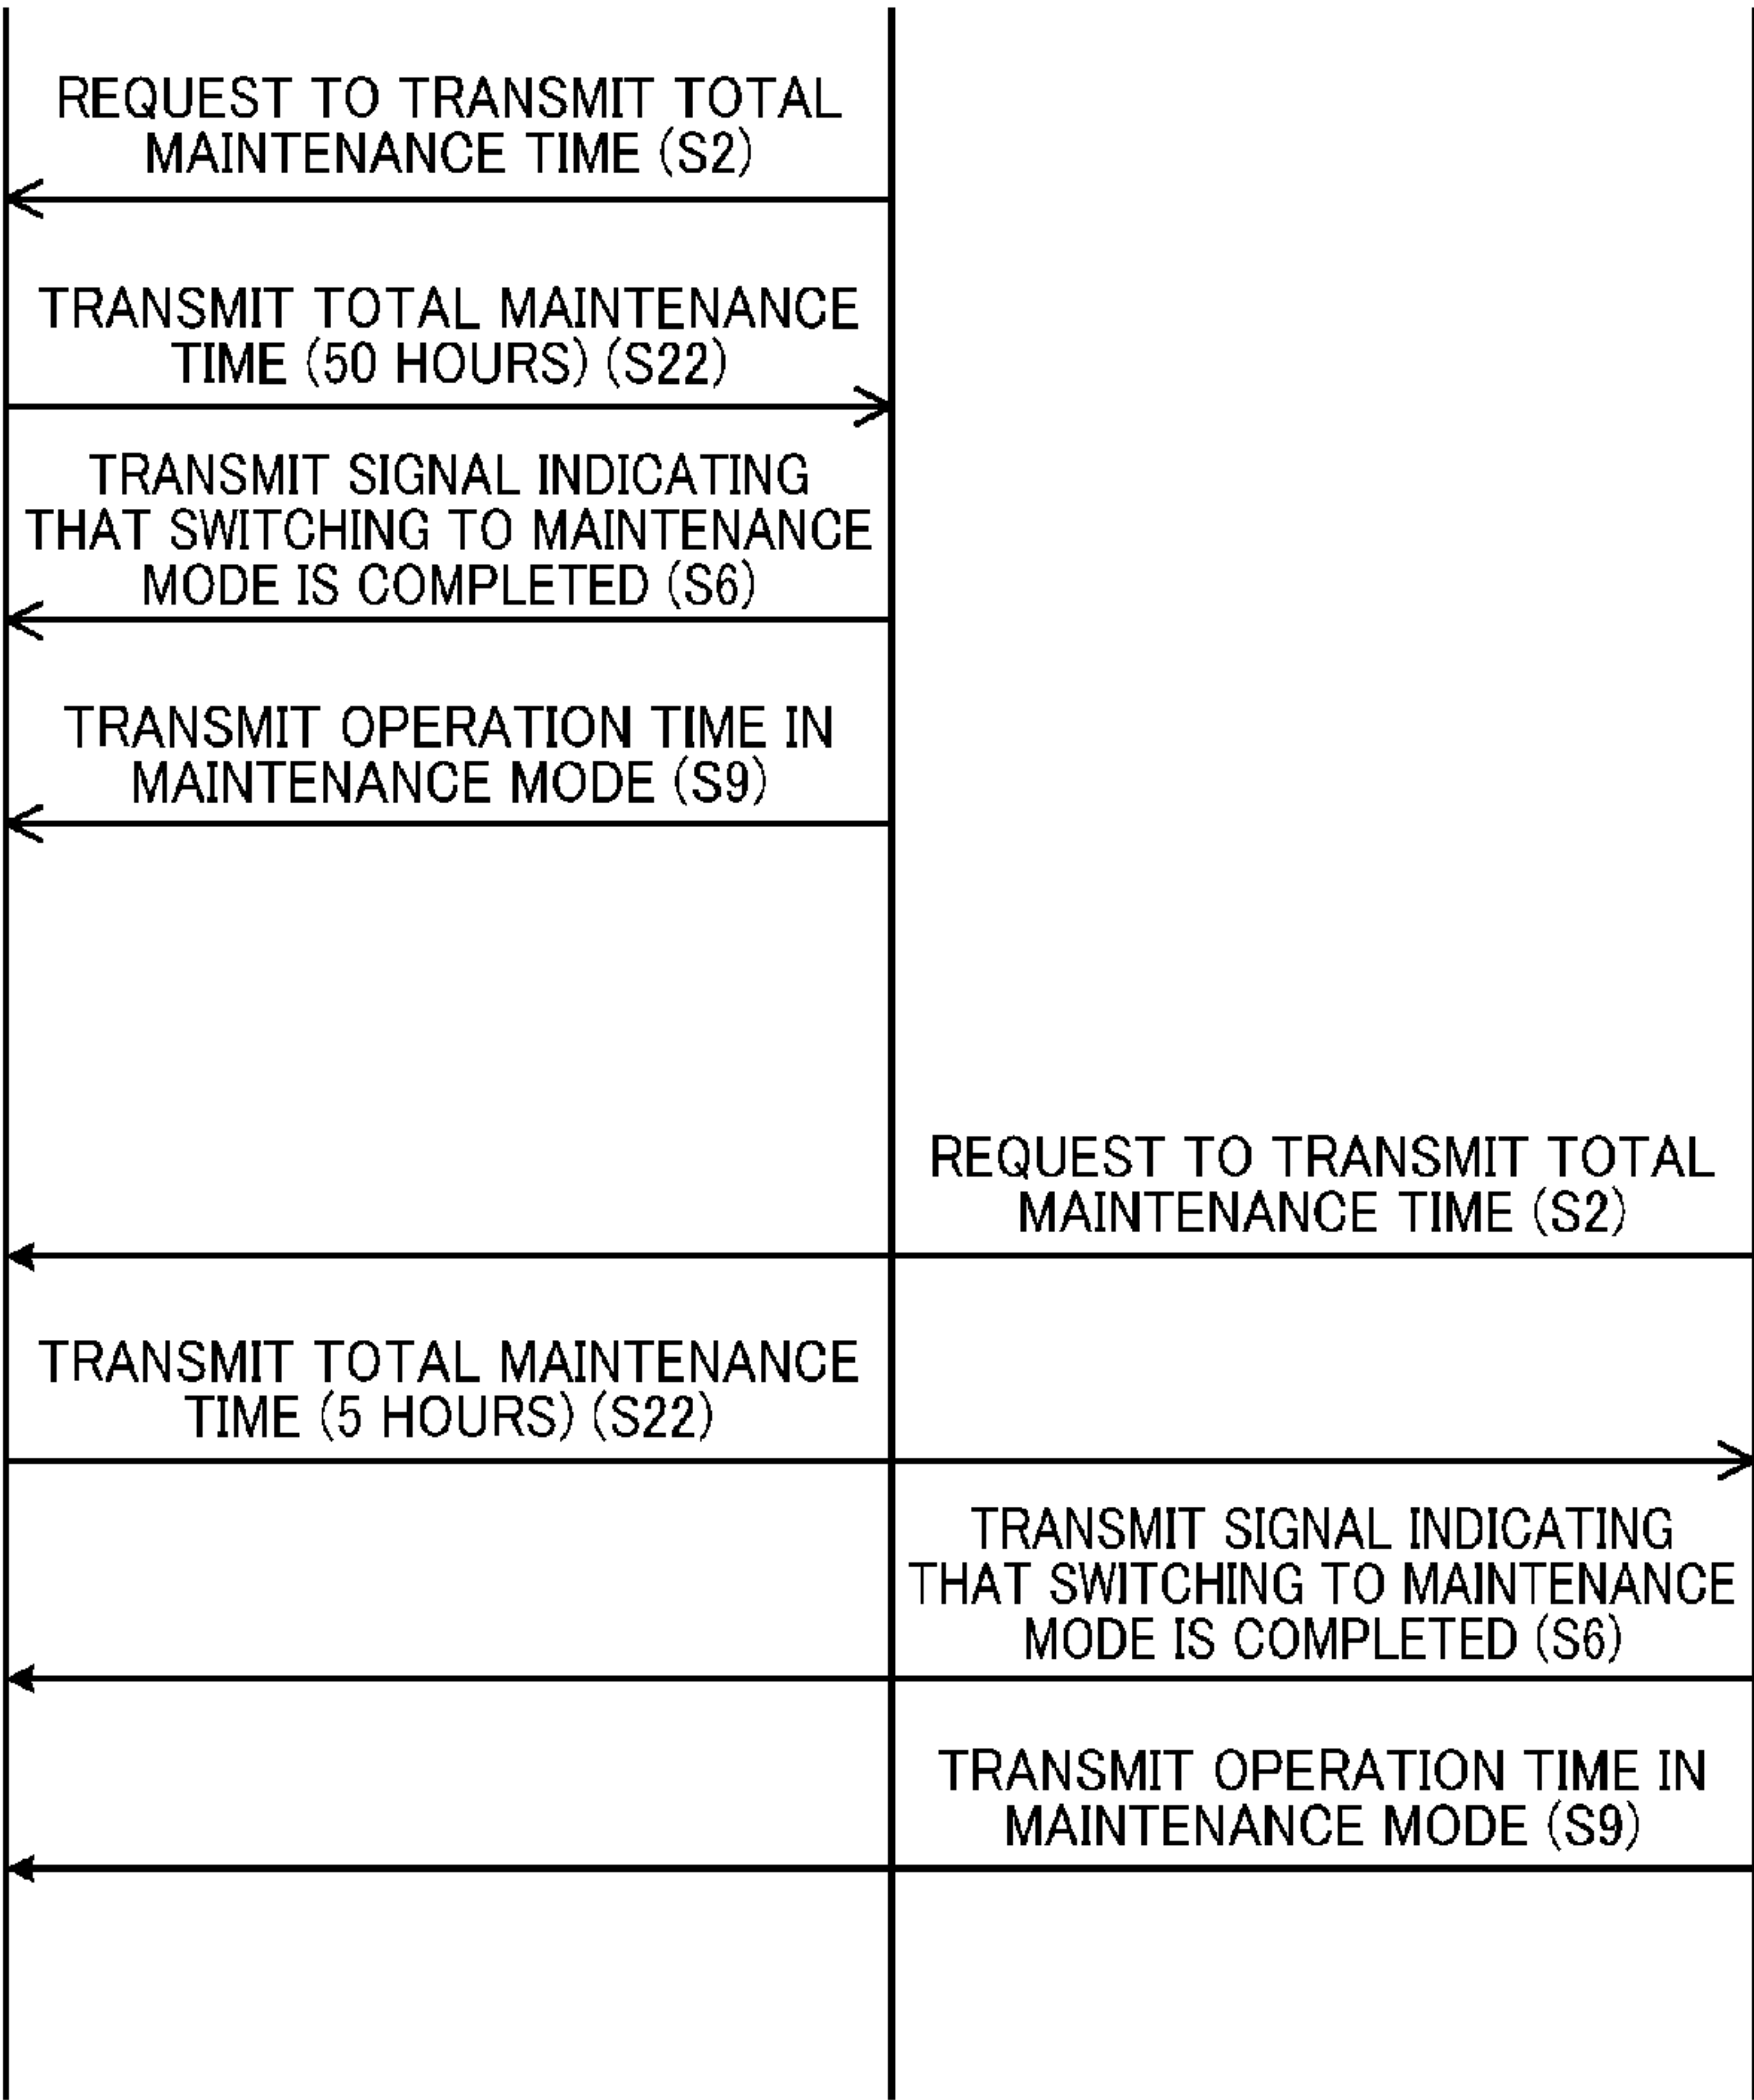 REQUEST TO TRANSMIT TOTAL
MAINTENANCE TIME (S2)
TRANSMIT TOTAL MAINTENANCE
TIME (50 HOURS) (S22)
TRANSMIT SIGNAL INDICATING
THAT SWITCHING TO MAINTENANCE
MODE IS COMPLETED (S6)
TRANSMIT OPERATION TIME IN
MAINTENANCE MODE (S9)
REQUEST TO TRANSMIT TOTAL
MAINTENANCE TIME (S2)
TRANSMIT TOTAL MAINTENANCE
TIME (5 HOURS) (S22)
TRANSMIT SIGNAL INDICATING
THAT SWITCHING TO MAINTENANCE
MODE IS COMPLETED (S6)
TRANSMIT OPERATION TIME IN
MAINTENANCE MODE (S9)